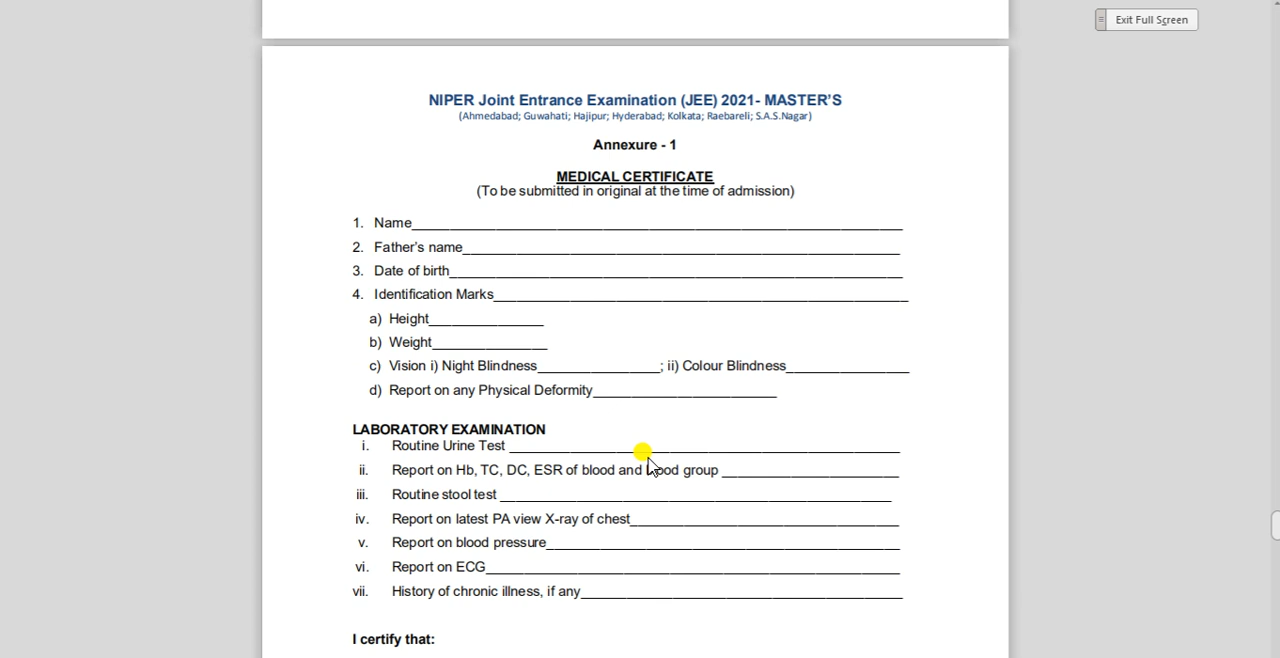 Exit Full Screen
NIPER Joint Entrance Examination (JEE) 2021- MASTER'S
(Ahmedabad; Guwahati; Hajipur; Hyderabad; Kolkata; Raebareli; S.A.S.Nagar)
Annexure - 1
MEDICAL CERTIFICATE
(To be submitted in original at the time of admission)
1. Name
2. Father's name
3. Date of birth
4. Identification Marks
a) Height
b) Weight
c) Vision i) Night Blindness ; ii) Colour Blindness
d) Report on any Physical Deformity
LABORATORY EXAMINATION
i. Routine Urine Test
ii. Report on Hb, TC, DC, ESR of blood and blood group
iii. Routine stool test
iv. Report on latest PA view X-ray of chest
v. Report on blood pressure
vi. Report on ECG
vii. History of chronic illness, if any
I certify that: